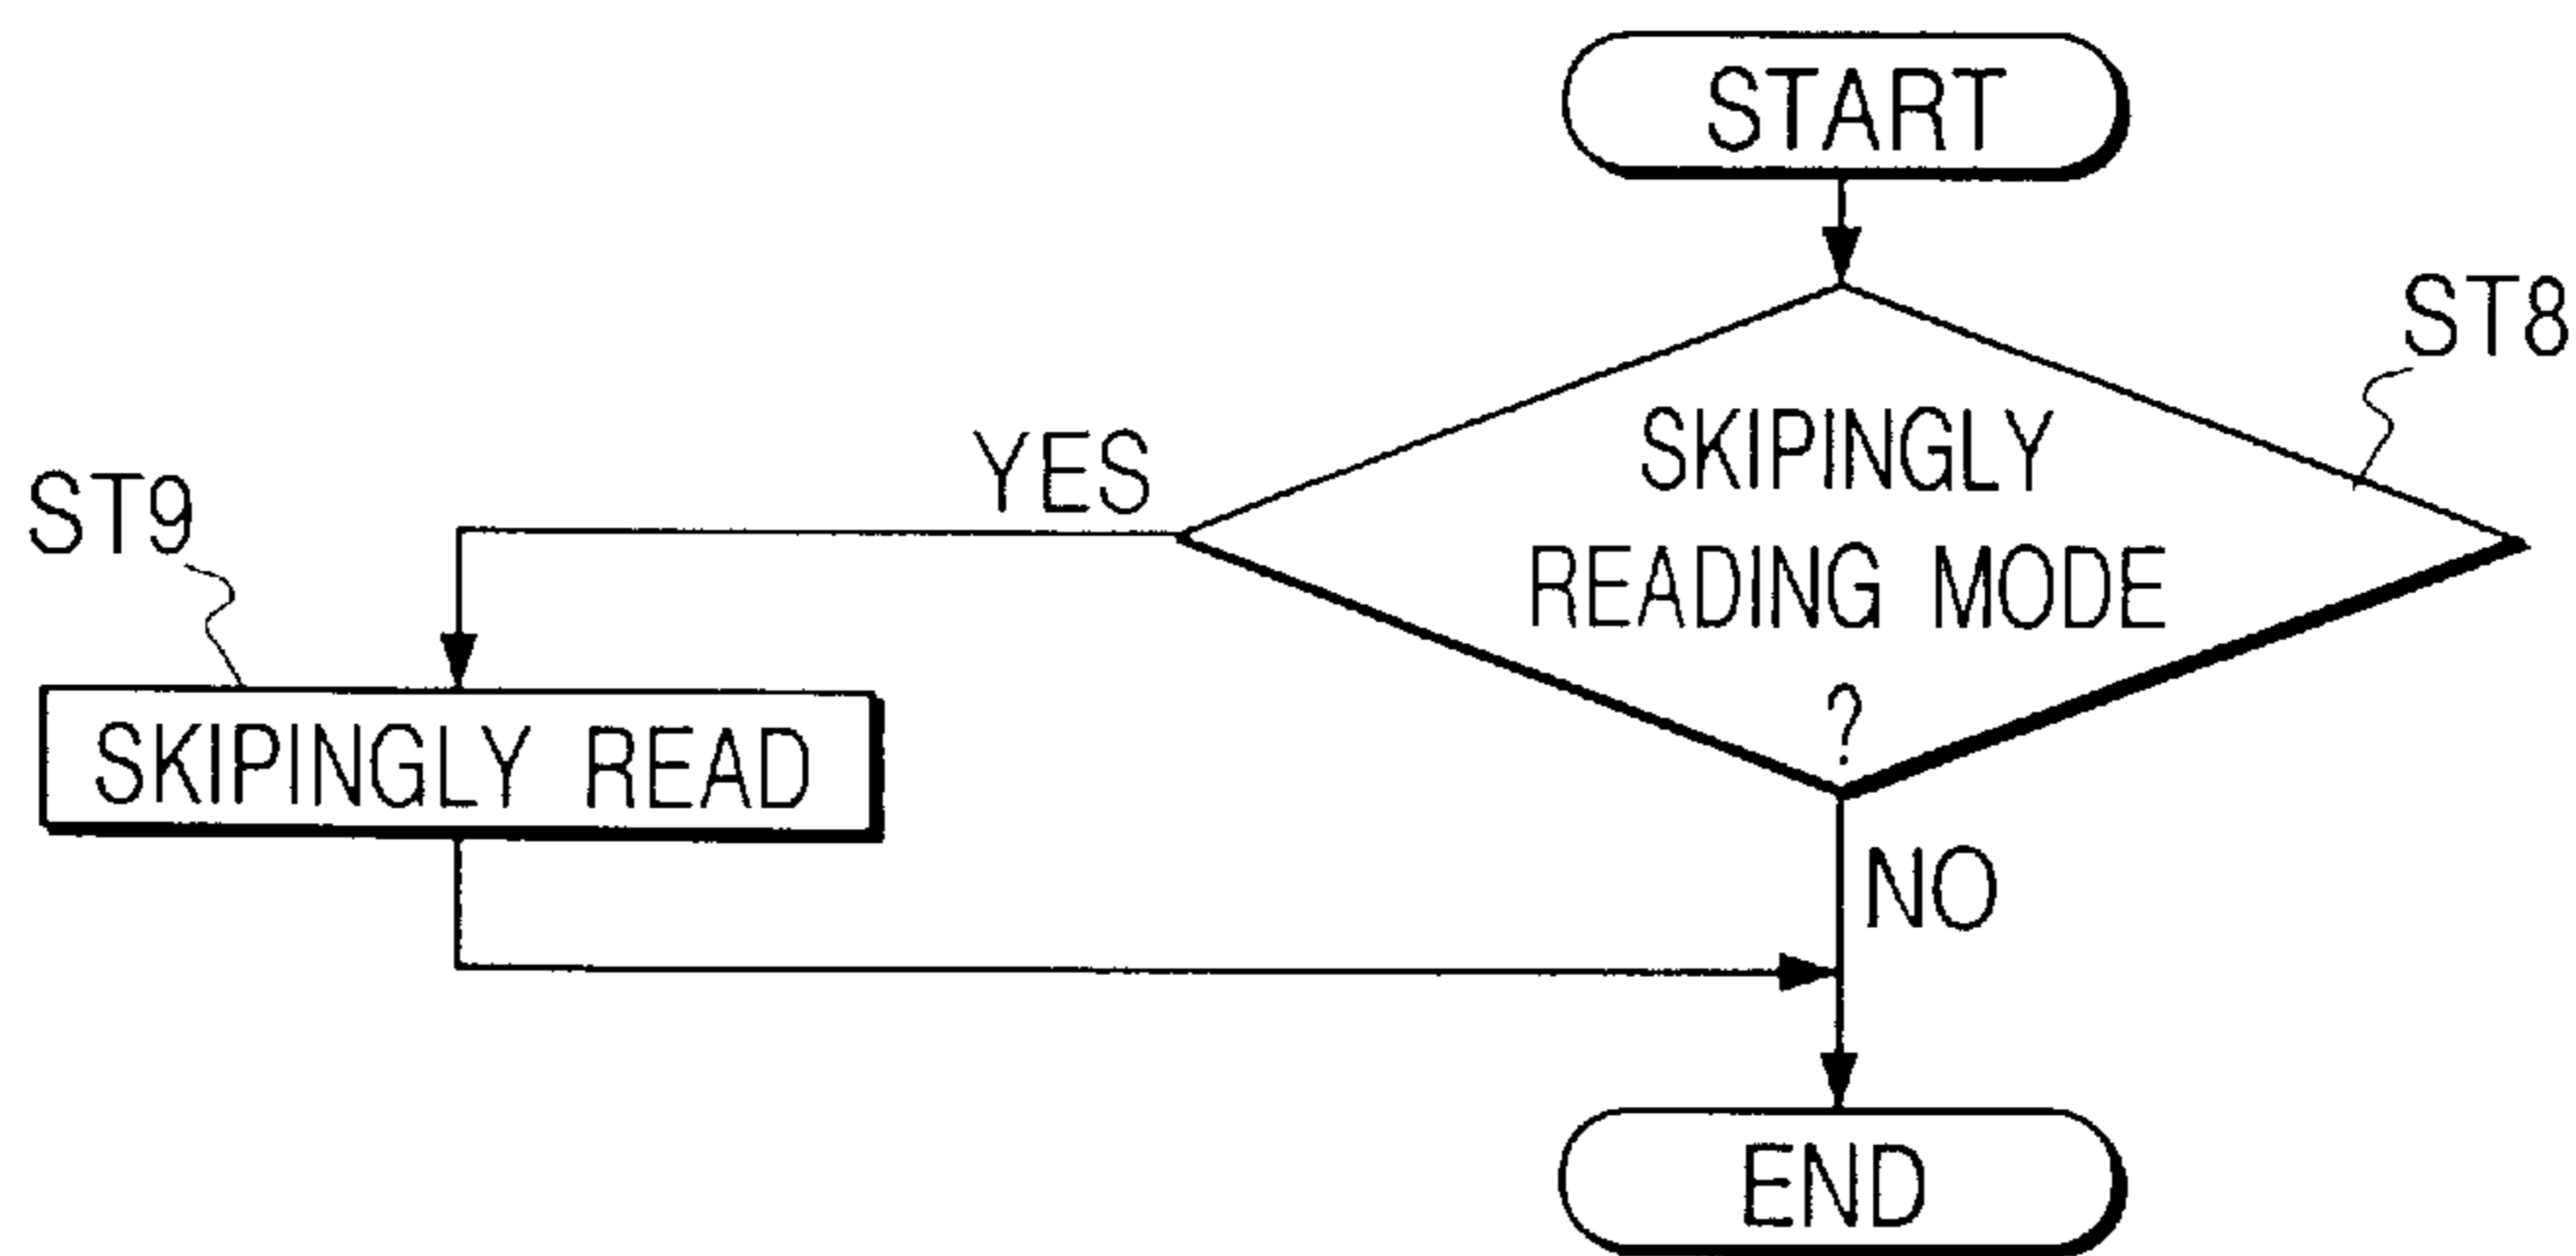 START
ST8
SKIPINGLY
READING MODE
?
YES
ST9
SKIPINGLY READ
NO
END